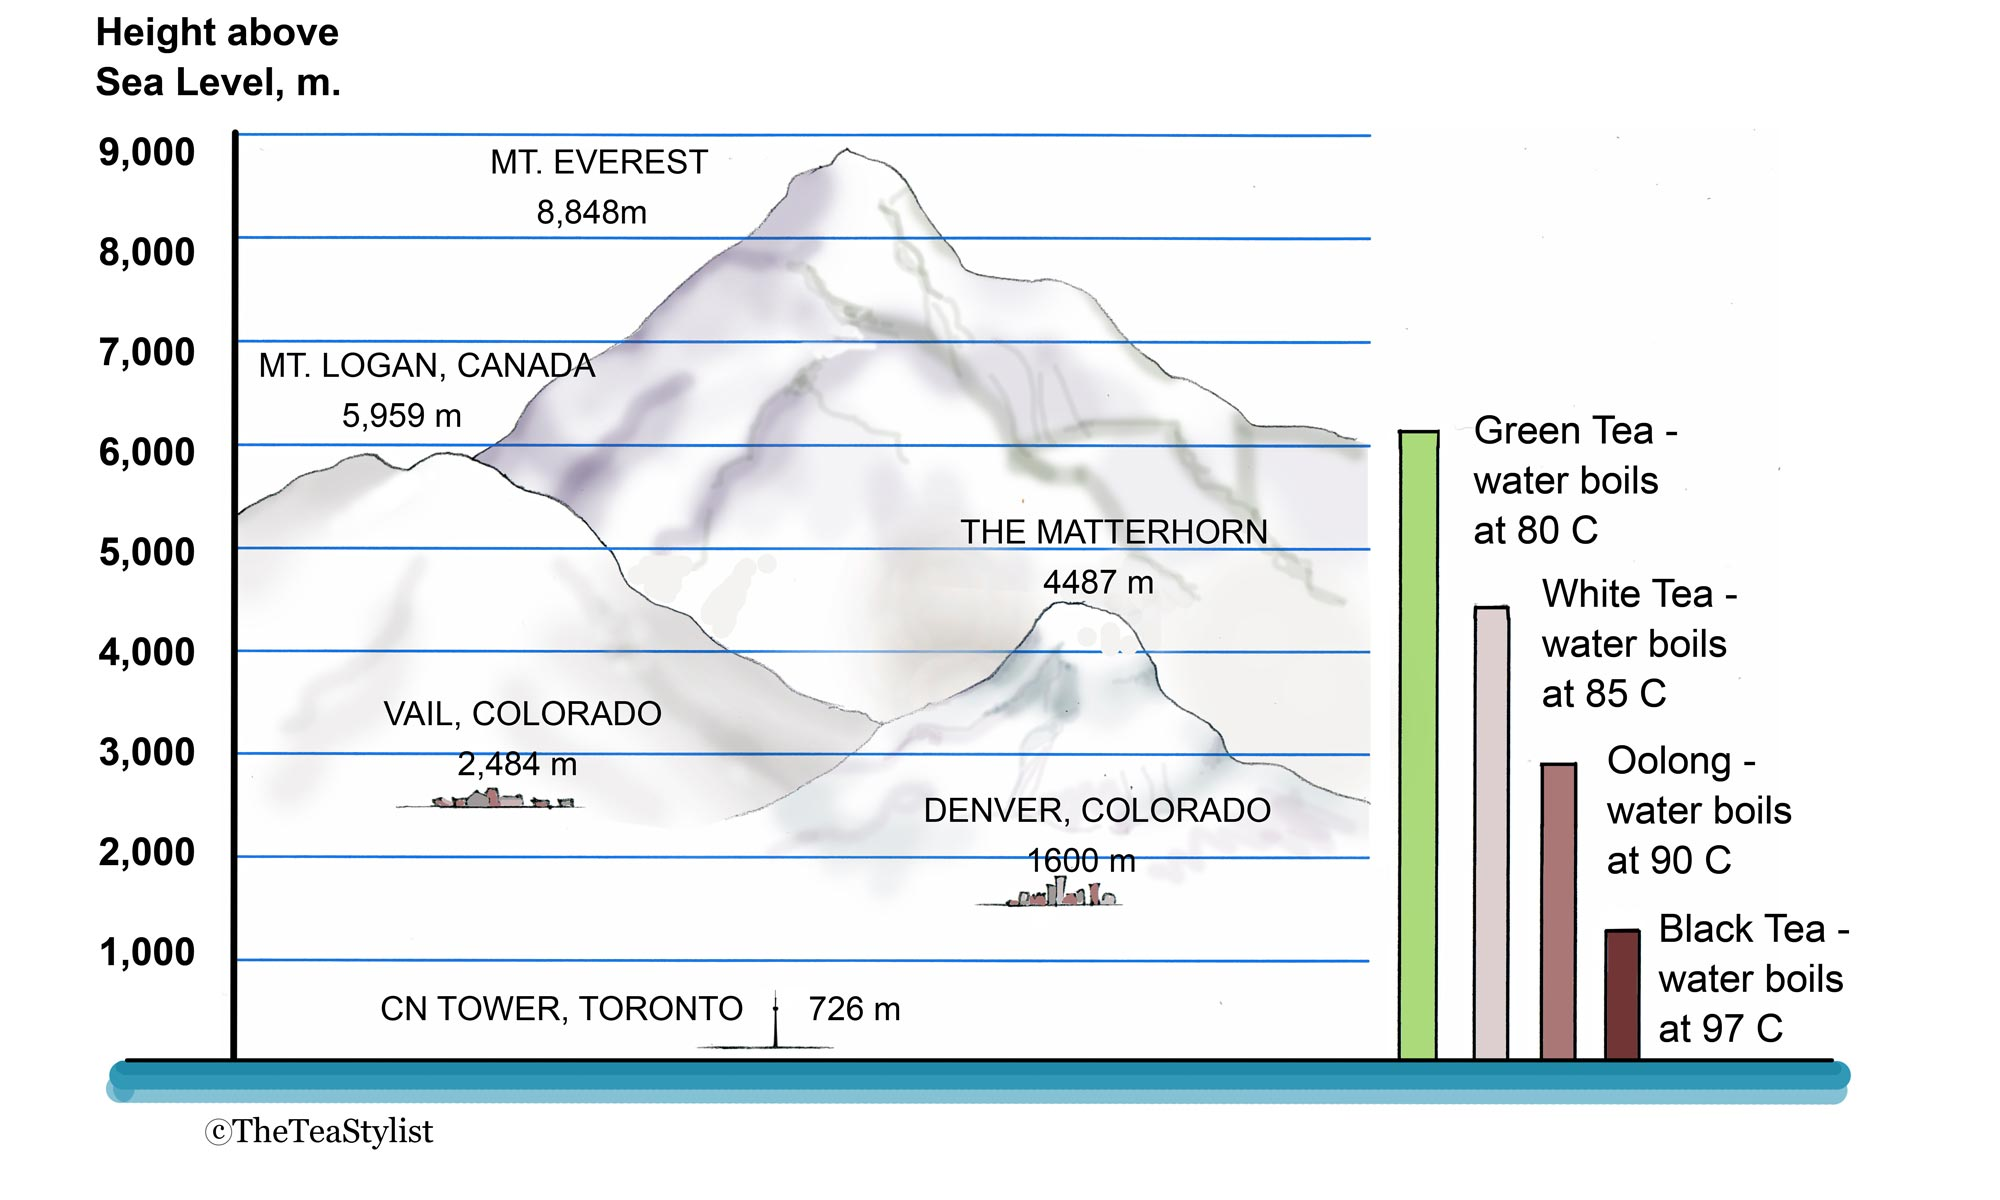 Height above
Sea Level, m.
9,000
MT. EVEREST
8,848m
8,000
7,000
MT. LOGAN, CANADA
5,959 m
6,000
Green Tea -
water boils
at 80 C
5,000
THE MATTERHORN
4487 m
White Tea -
water boils
at 85 C
4,000
VAIL, COLORADO
2,484 m
3,000
Oolong -
water boils
at 90 C
DENVER, COLORADO
1600 m
2,000
1,000
Black Tea -
water boils
at 97 C
CN TOWER, TORONTO 726 m
©TheTeaStylist